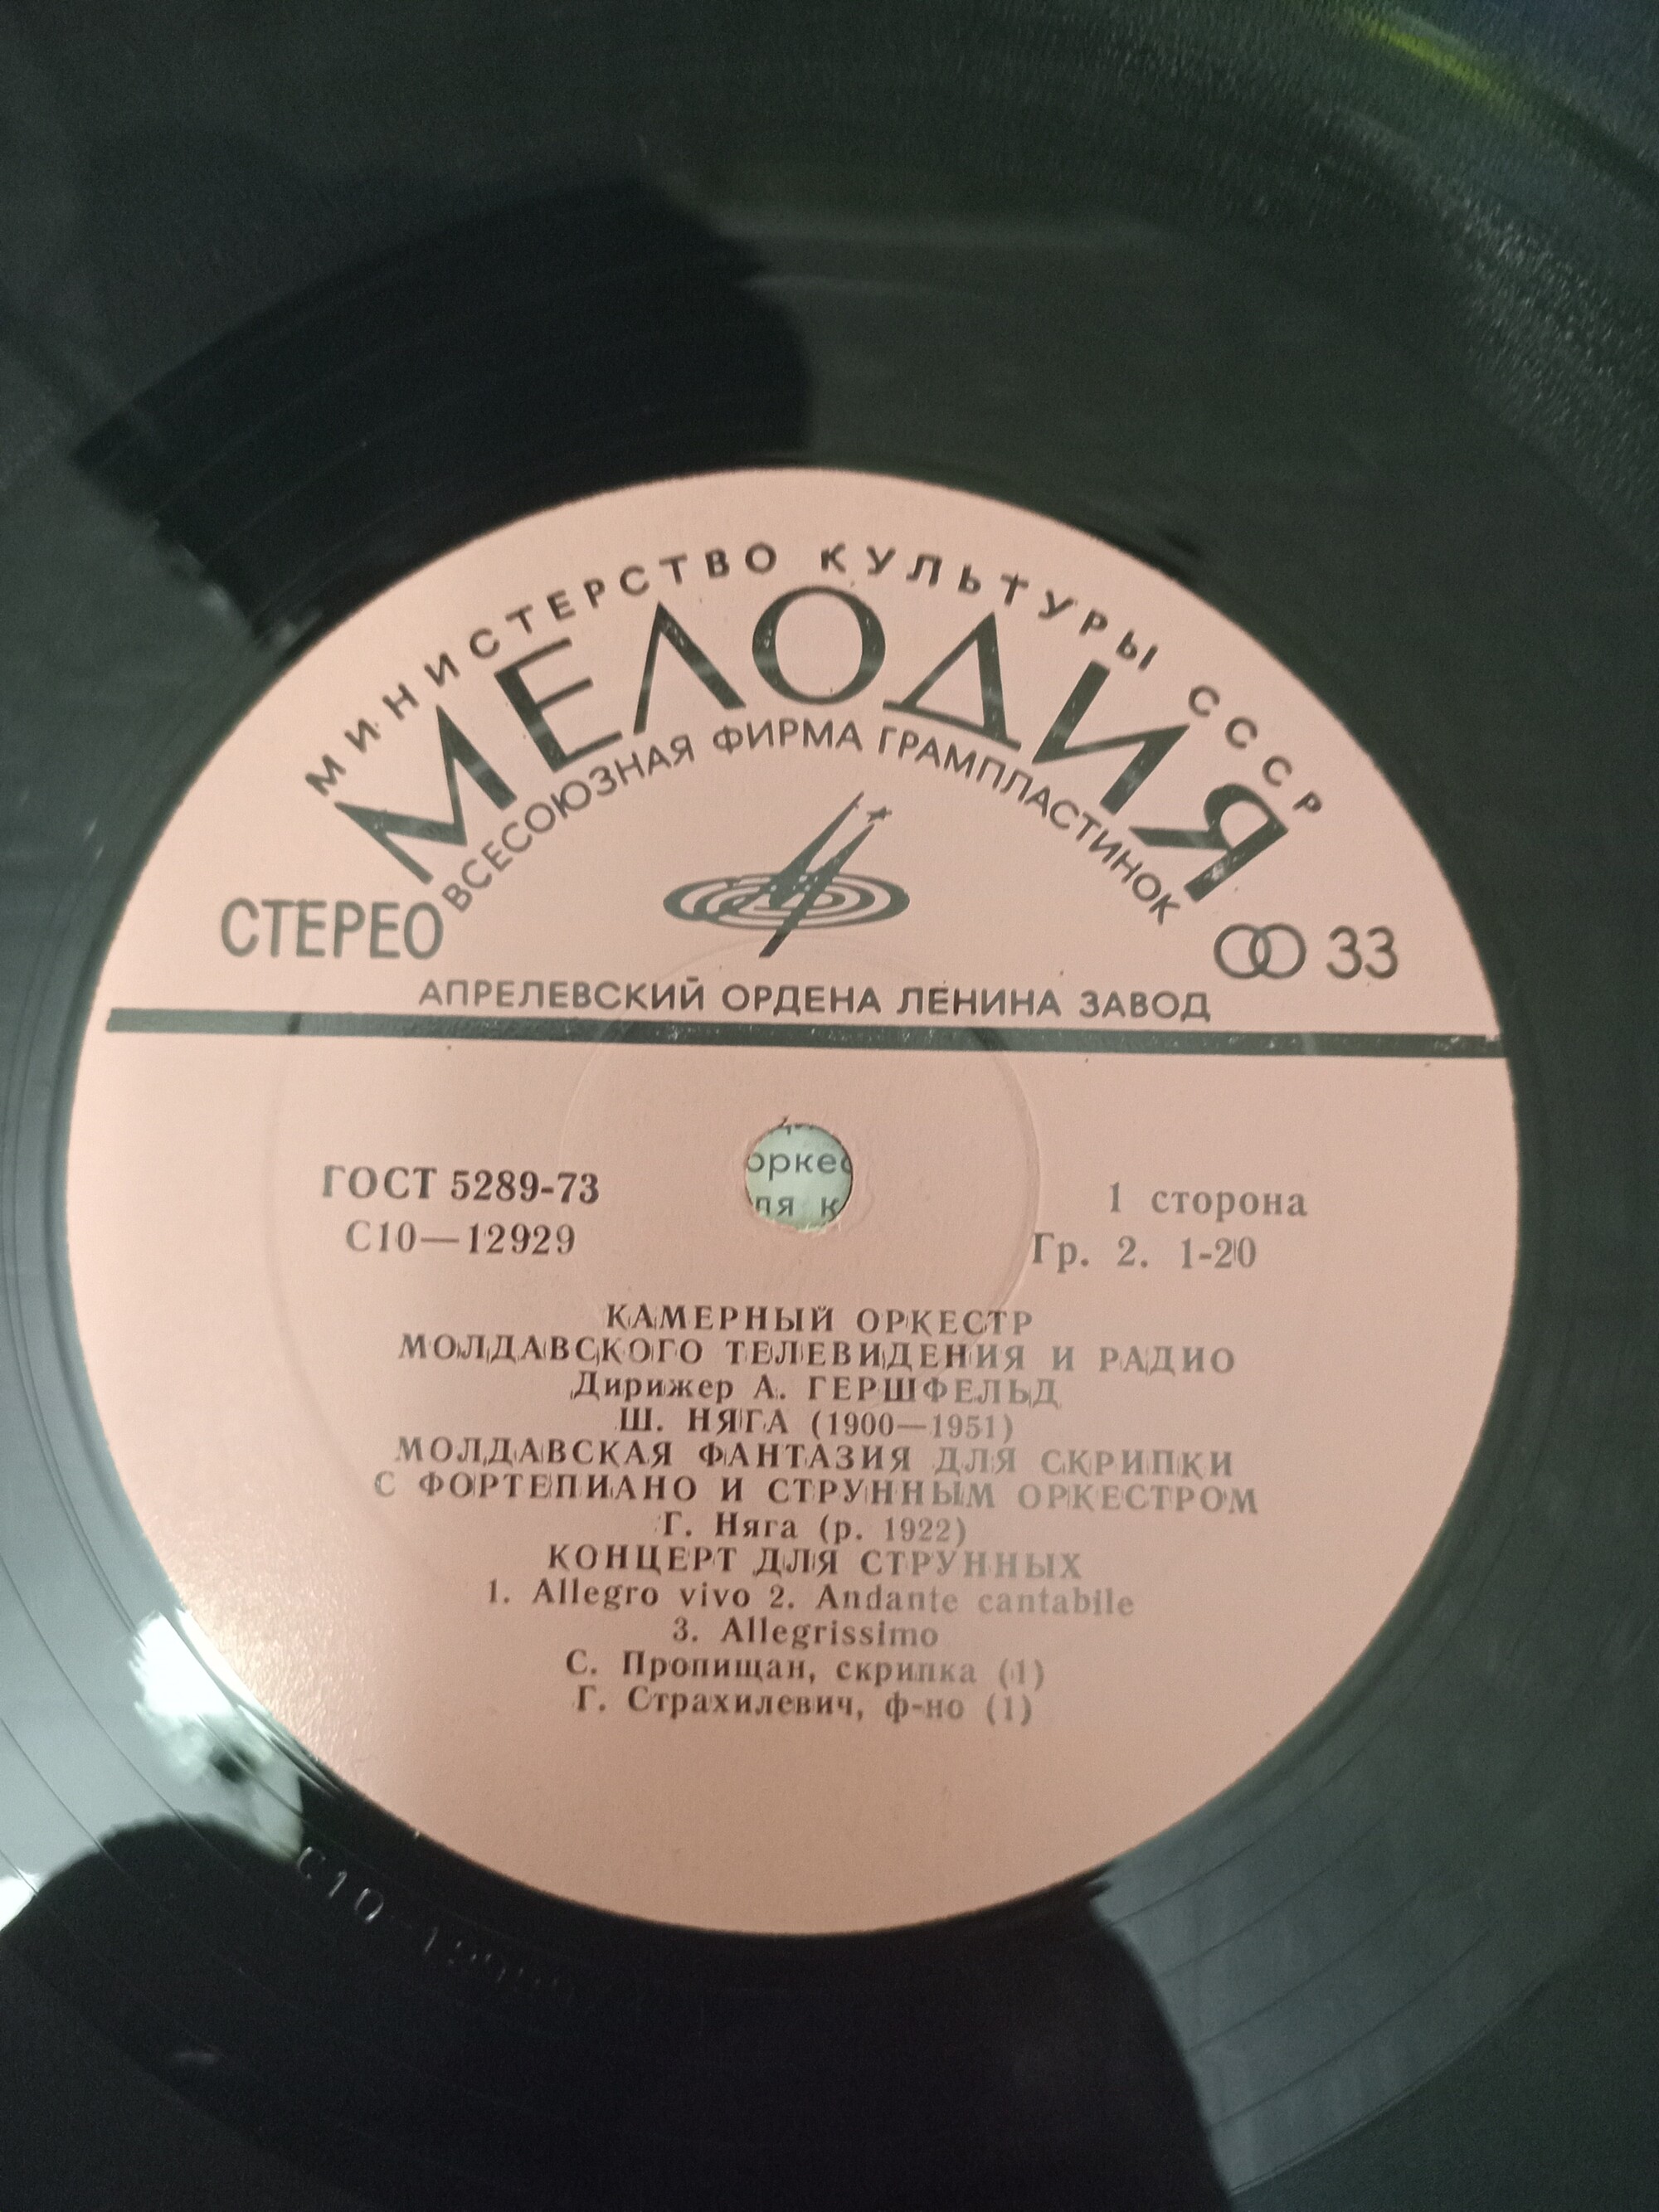 МИНИСТЕРСТВО КУЛЬТУРЫ СССР
МЕЛОДИЯ
ВСЕСОЮЗНАЯ ФИРМА ГРАМПЛАСТИНОК
СТЕРЕО
33
АПРЕЛЕВСКИЙ ОРДЕНА ЛЕНИНА ЗАВОД
ГОСТ 5289-73
С10—12929
1 сторона
Гр. 2. 1-20
КАМЕРНЫЙ ОРКЕСТР
МОЛДАВСКОГО ТЕЛЕВИДЕНИЯ И РАДИО
Дирижер А. ГЕРШФЕЛЬД
Ш. НЯГА (1900—1951)
МОЛДАВСКАЯ ФАНТАЗИЯ ДЛЯ СКРИПКИ
С ФОРТЕПИАНО И СТРУННЫМ ОРКЕСТРОМ
Г. Няга (р. 1922)
КОНЦЕРТ ДЛЯ СТРУННЫХ
1. Allegro vivo 2. Andante cantabile
3. Allegrissimo
С. Пропищан, скрипка (1)
Г. Страхилевич, ф-но (1)
С10